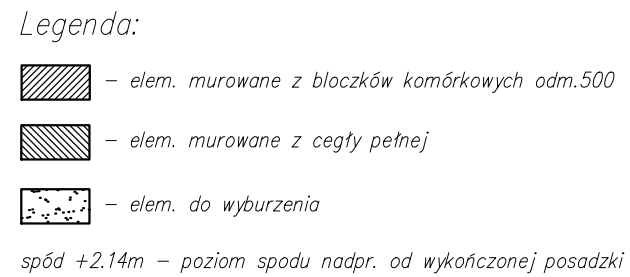 Legenda:
– elem. murowane z bloczków komórkowych odm.500
– elem. murowane z cegły pełnej
– elem. do wyburzenia
spód +2.14m – poziom spodu nadpr. od wykończonej posadzki